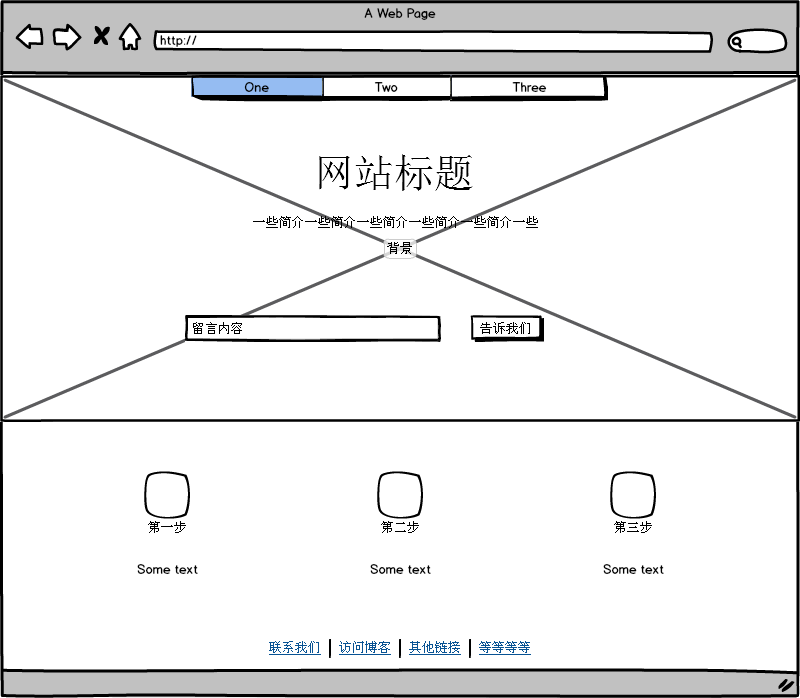 A Web Page
http://
One Two Three
网站标题
一些简介一些简介一些简介一些简介一些简介一些
背景
留言内容 告诉我们
第一步 第二步 第三步
Some text Some text Some text
联系我们 | 访问博客 | 其他链接 | 等等等等